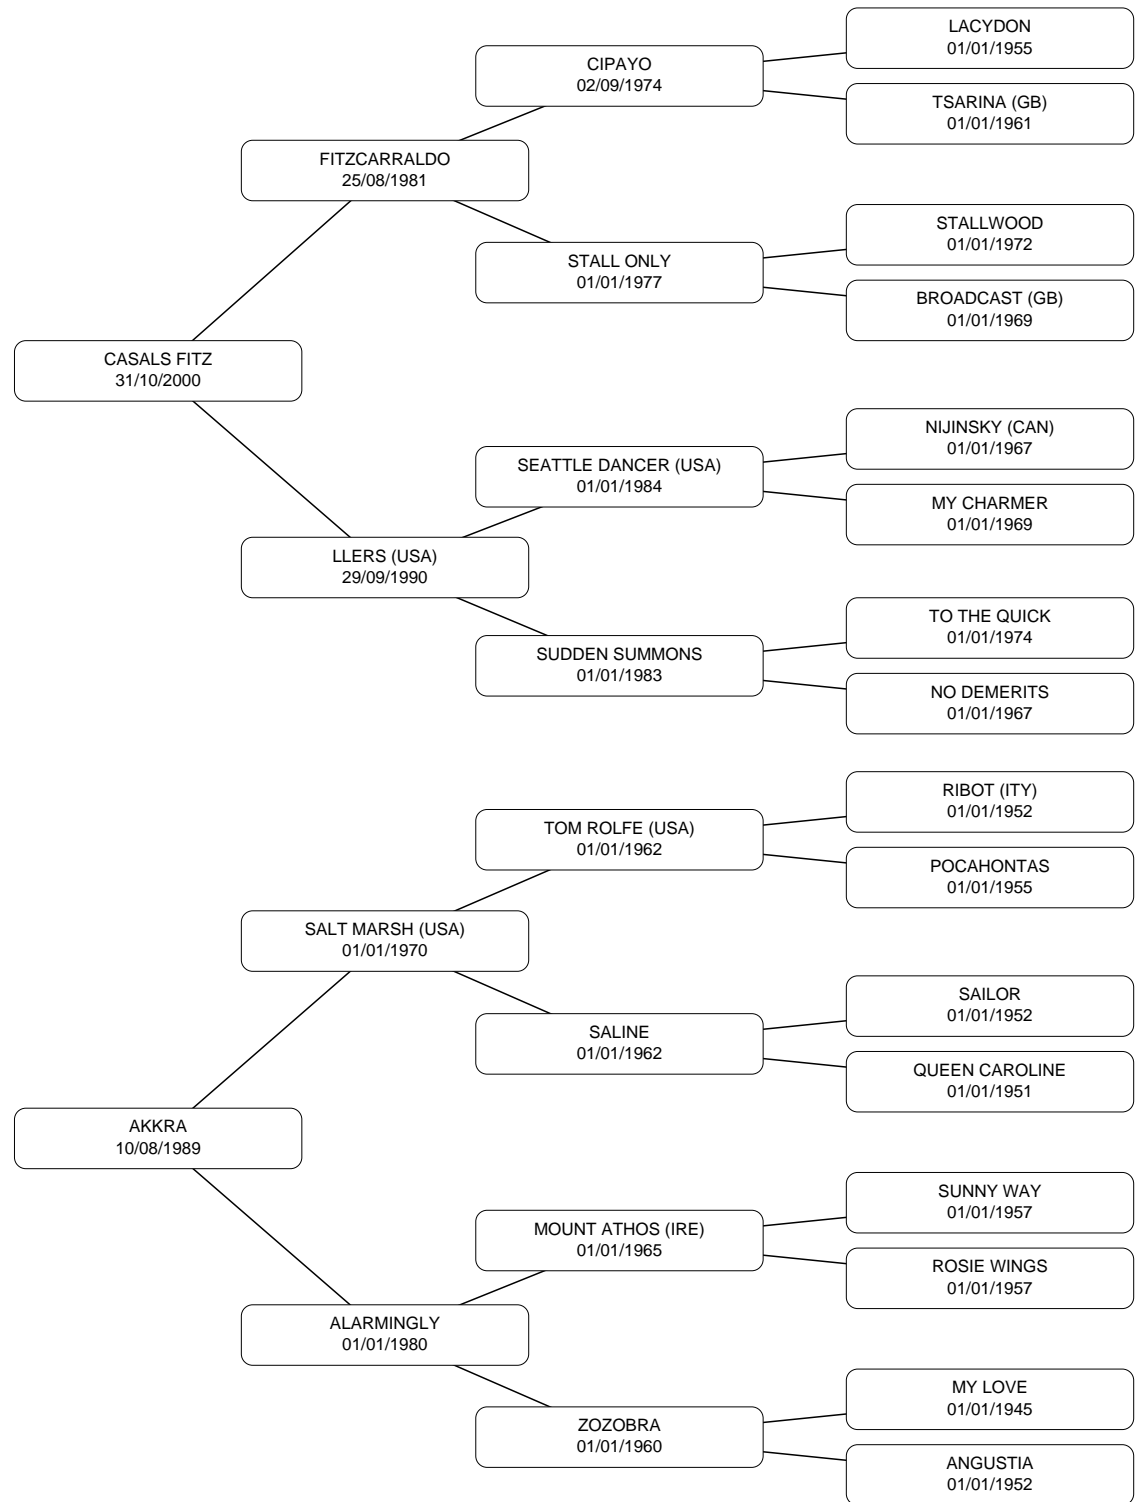 LACYDON
01/01/1955
CIPAYO
02/09/1974
TSARINA (GB)
01/01/1961
FITZCARRALDO
25/08/1981
STALLWOOD
01/01/1972
STALL ONLY
01/01/1977
BROADCAST (GB)
01/01/1969
CASALS FITZ
31/10/2000
NIJINSKY (CAN)
01/01/1967
SEATTLE DANCER (USA)
01/01/1984
MY CHARMER
01/01/1969
LLERS (USA)
29/09/1990
TO THE QUICK
01/01/1974
SUDDEN SUMMONS
01/01/1983
NO DEMERITS
01/01/1967
RIBOT (ITY)
01/01/1952
TOM ROLFE (USA)
01/01/1962
POCAHONTAS
01/01/1955
SALT MARSH (USA)
01/01/1970
SAILOR
01/01/1952
SALINE
01/01/1962
QUEEN CAROLINE
01/01/1951
AKKRA
10/08/1989
SUNNY WAY
01/01/1957
MOUNT ATHOS (IRE)
01/01/1965
ROSIE WINGS
01/01/1957
ALARMINGLY
01/01/1980
MY LOVE
01/01/1945
ZOZOBRA
01/01/1960
ANGUSTIA
01/01/1952